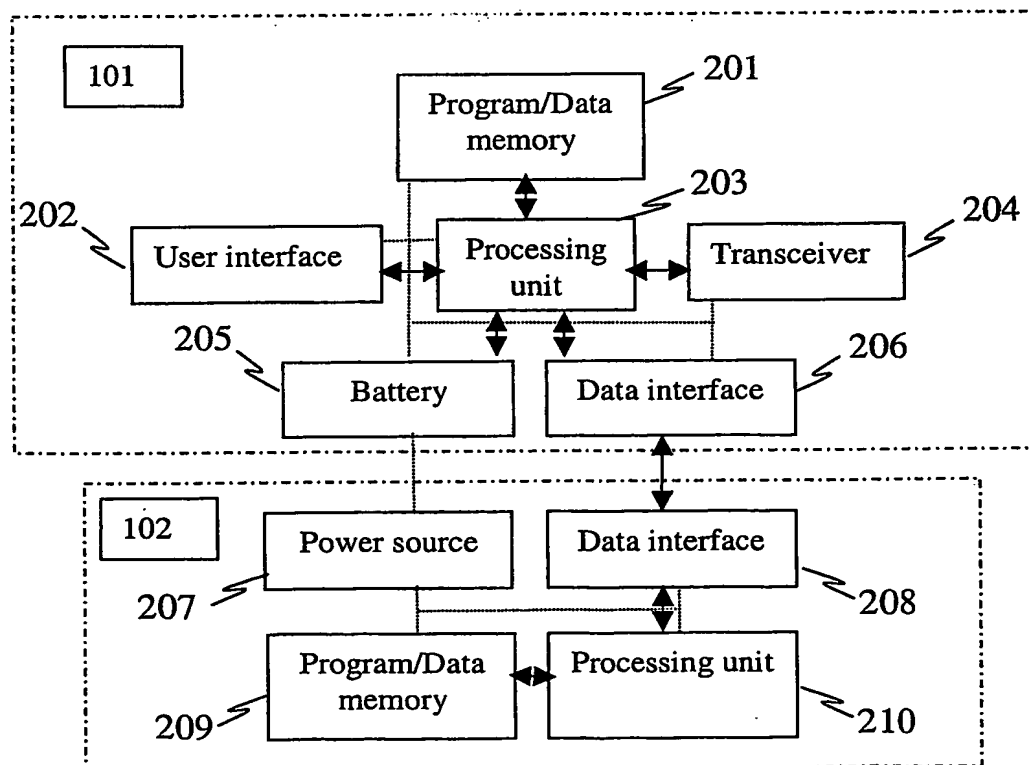 101
201
Program/Data
memory
203
202
204
User interface
Processing
unit
Transceiver
205
206
Battery
Data interface
102
Power source
Data interface
207
208
Program/Data
memory
Processing unit
209
210